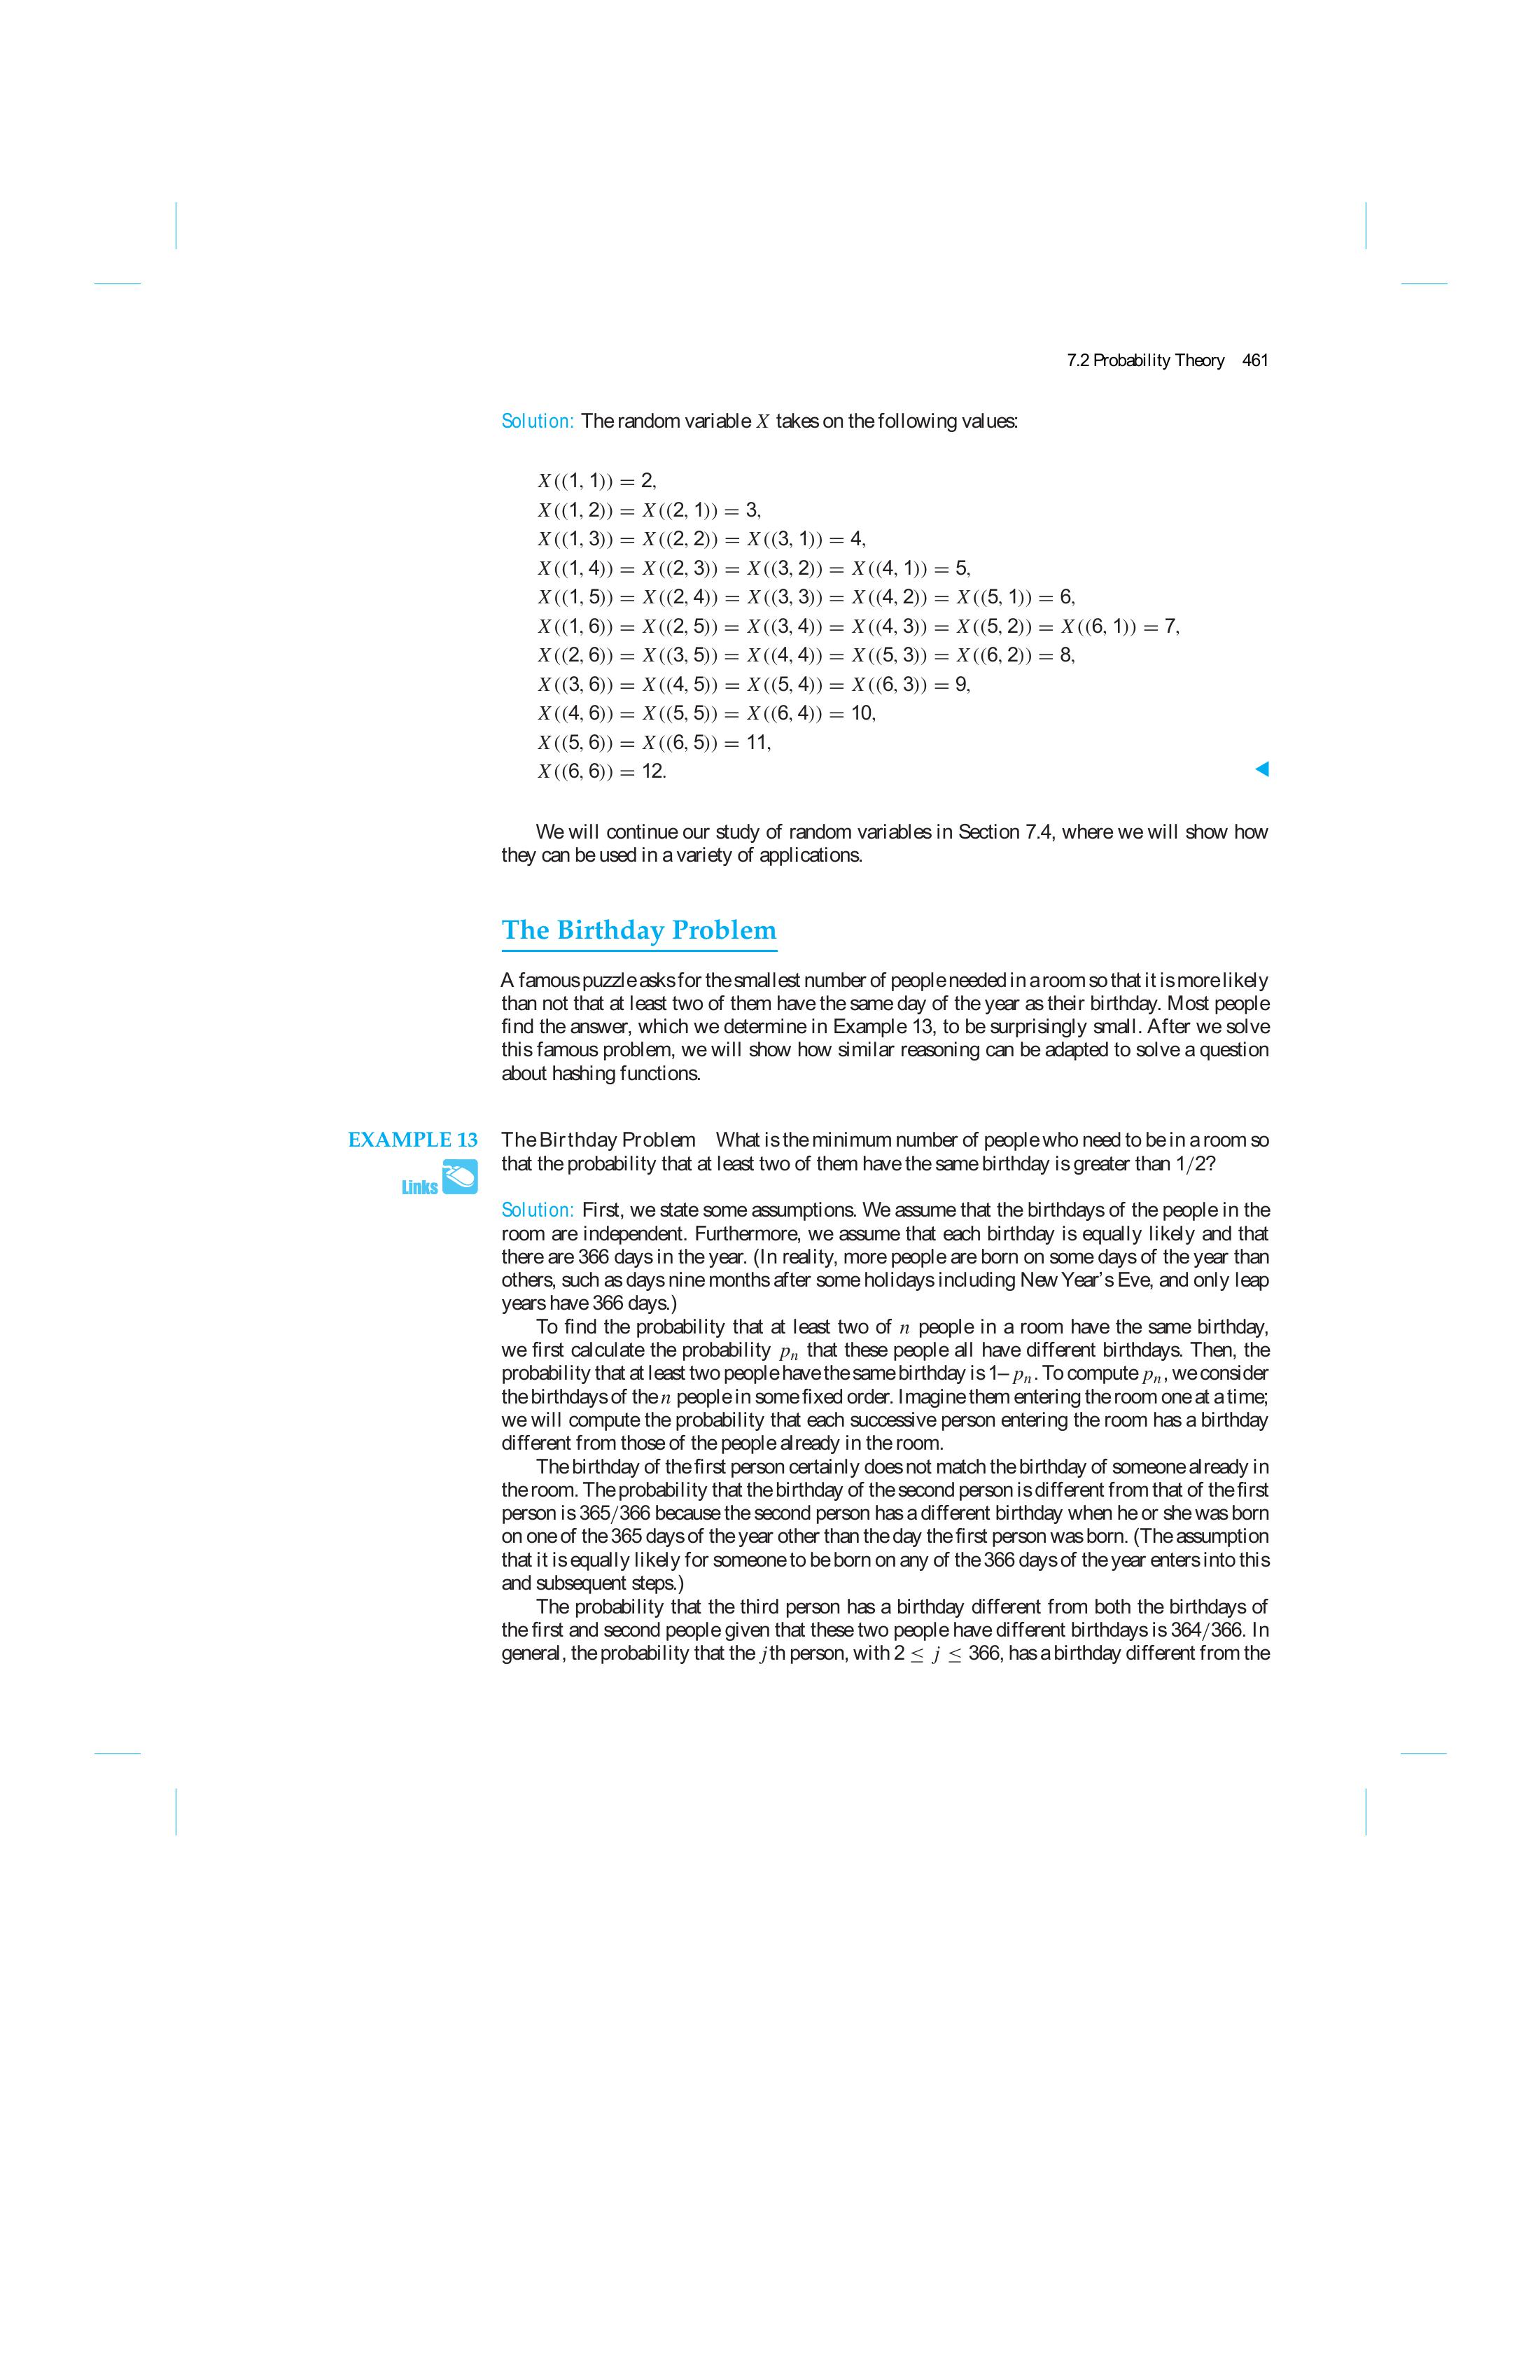 7.2 Probability Theory 461
Solution: The random variable X takes on the following values:
X((1, 1)) = 2,
X((1, 2)) = X((2, 1)) = 3,
X((1, 3)) = X((2, 2)) = X((3, 1)) = 4,
X((1, 4)) = X((2, 3)) = X((3, 2)) = X((4, 1)) = 5,
X((1, 5)) = X((2, 4)) = X((3, 3)) = X((4, 2)) = X((5, 1)) = 6,
X((1, 6)) = X((2, 5)) = X((3, 4)) = X((4, 3)) = X((5, 2)) = X((6, 1)) = 7,
X((2, 6)) = X((3, 5)) = X((4, 4)) = X((5, 3)) = X((6, 2)) = 8,
X((3, 6)) = X((4, 5)) = X((5, 4)) = X((6, 3)) = 9,
X((4, 6)) = X((5, 5)) = X((6, 4)) = 10,
X((5, 6)) = X((6, 5)) = 11,
X((6, 6)) = 12.
We will continue our study of random variables in Section 7.4, where we will show how
they can be used in a variety of applications.
The Birthday Problem
A famous puzzle asks for the smallest number of people needed in a room so that it is more likely
than not that at least two of them have the same day of the year as their birthday. Most people
find the answer, which we determine in Example 13, to be surprisingly small. After we solve
this famous problem, we will show how similar reasoning can be adapted to solve a question
about hashing functions.
EXAMPLE 13 The Birthday Problem What is the minimum number of people who need to be in a room so
that the probability that at least two of them have the same birthday is greater than 1/2?
Links
Solution: First, we state some assumptions. We assume that the birthdays of the people in the
room are independent. Furthermore, we assume that each birthday is equally likely and that
there are 366 days in the year. (In reality, more people are born on some days of the year than
others, such as days nine months after some holidays including New Year's Eve, and only leap
years have 366 days.)
To find the probability that at least two of n people in a room have the same birthday,
we first calculate the probability pₙ that these people all have different birthdays. Then, the
probability that at least two people have the same birthday is 1− pₙ. To compute pₙ, we consider
the birthdays of the n people in some fixed order. Imagine them entering the room one at a time;
we will compute the probability that each successive person entering the room has a birthday
different from those of the people already in the room.
The birthday of the first person certainly does not match the birthday of someone already in
the room. The probability that the birthday of the second person is different from that of the first
person is 365/366 because the second person has a different birthday when he or she was born
on one of the 365 days of the year other than the day the first person was born. (The assumption
that it is equally likely for someone to be born on any of the 366 days of the year enters into this
and subsequent steps.)
The probability that the third person has a birthday different from both the birthdays of
the first and second people given that these two people have different birthdays is 364/366. In
general, the probability that the jth person, with 2 ≤ j ≤ 366, has a birthday different from the